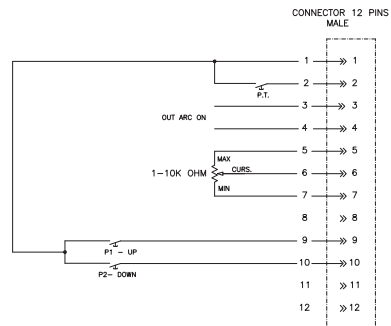 CONNECTOR 12 PINS
MALE
1 1
2 2
P.T.
3 3
OUT ARC ON
4 4
5 5
MAX
1-10K OHM CURS. 6 6
MIN
7 7
8 8
9 9
P1 - UP
10 10
P2- DOWN
11 11
12 12